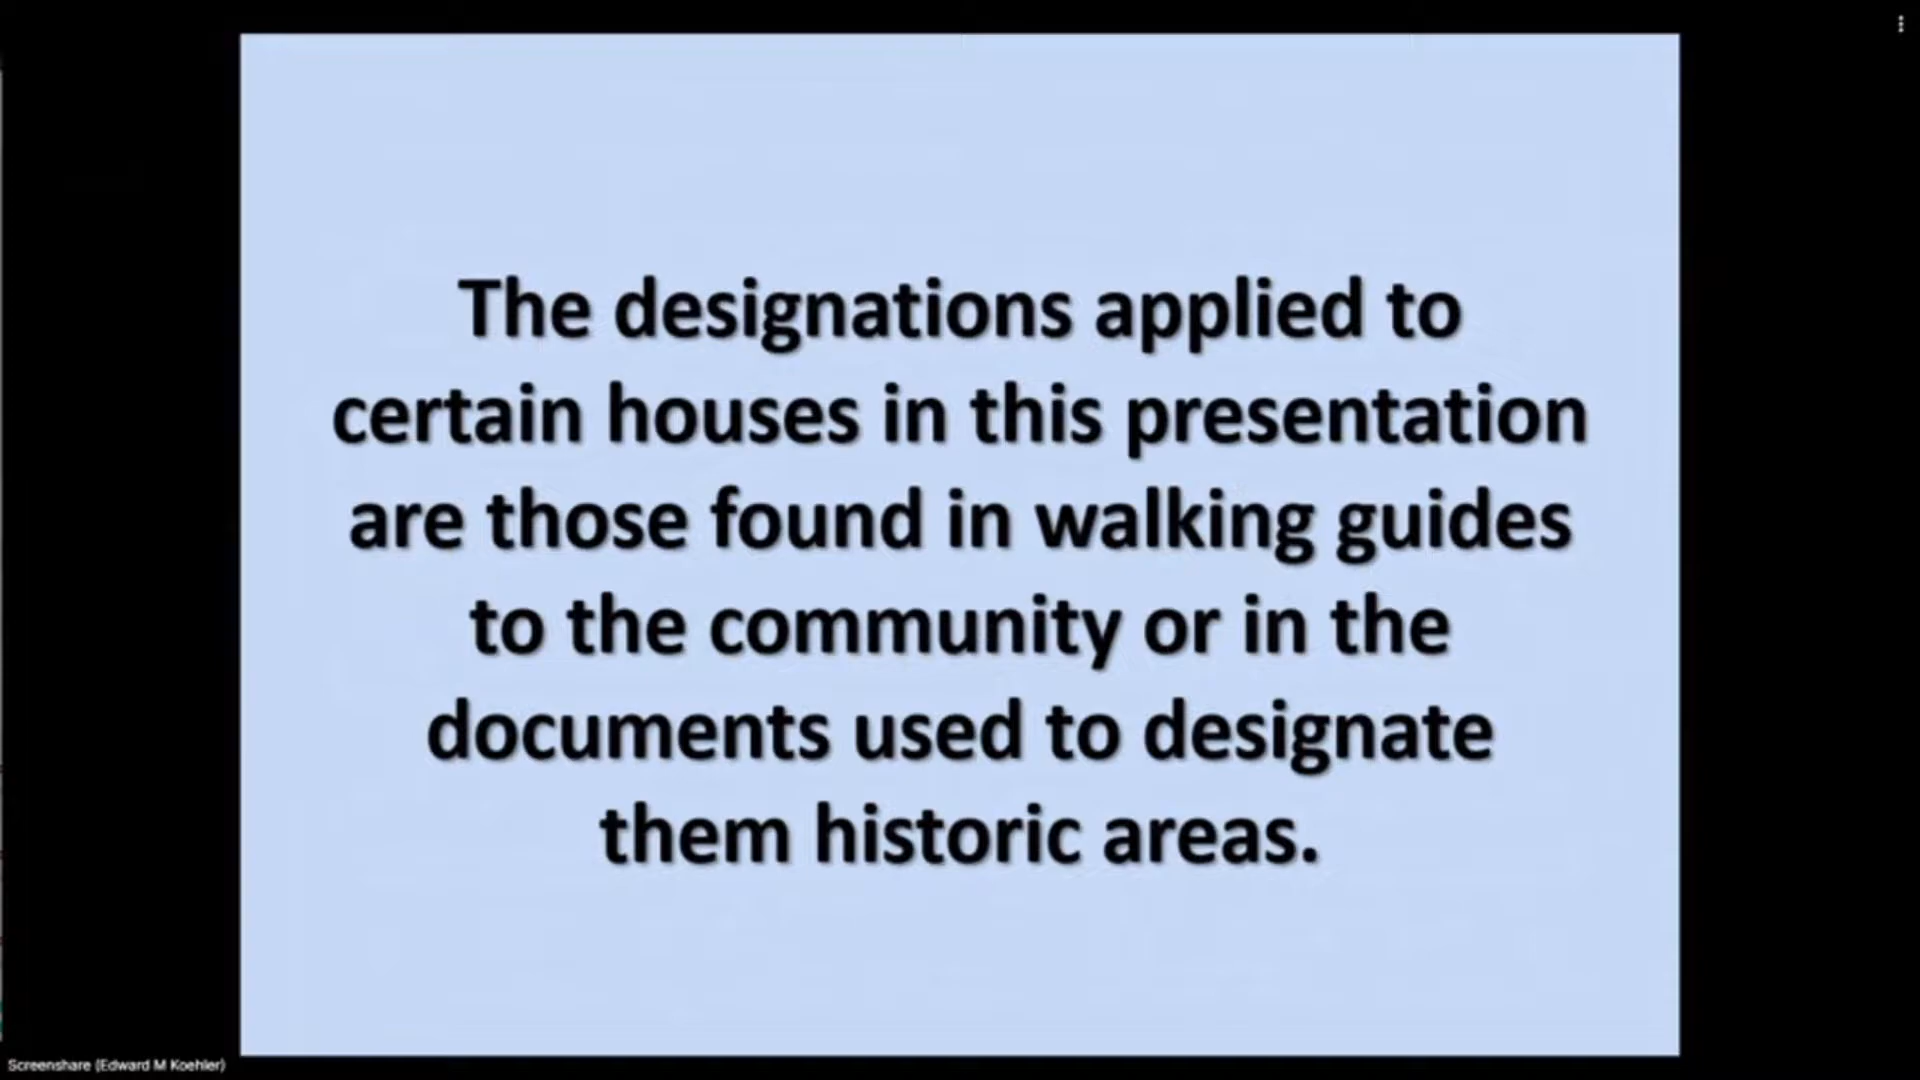 The designations applied to
certain houses in this presentation
are those found in walking guides
to the community or in the
documents used to designate
them historic areas.
Screenshare (Edward M Koehler)